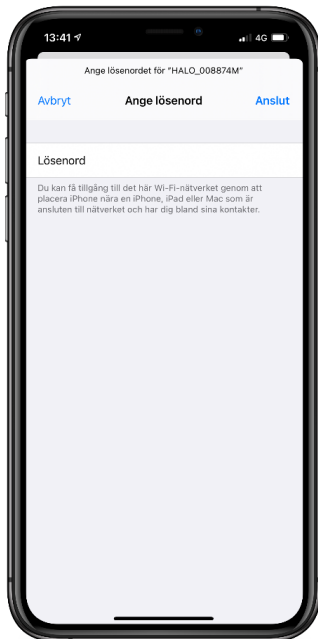 13:41 4G
Ange lösenordet för "HALO_008874M"
Avbryt Ange lösenord Anslut
Lösenord
Du kan få tillgång till det här Wi-Fi-nätverket genom att
placera iPhone nära en iPhone, iPad eller Mac som är
ansluten till nätverket och har dig bland sina kontakter.